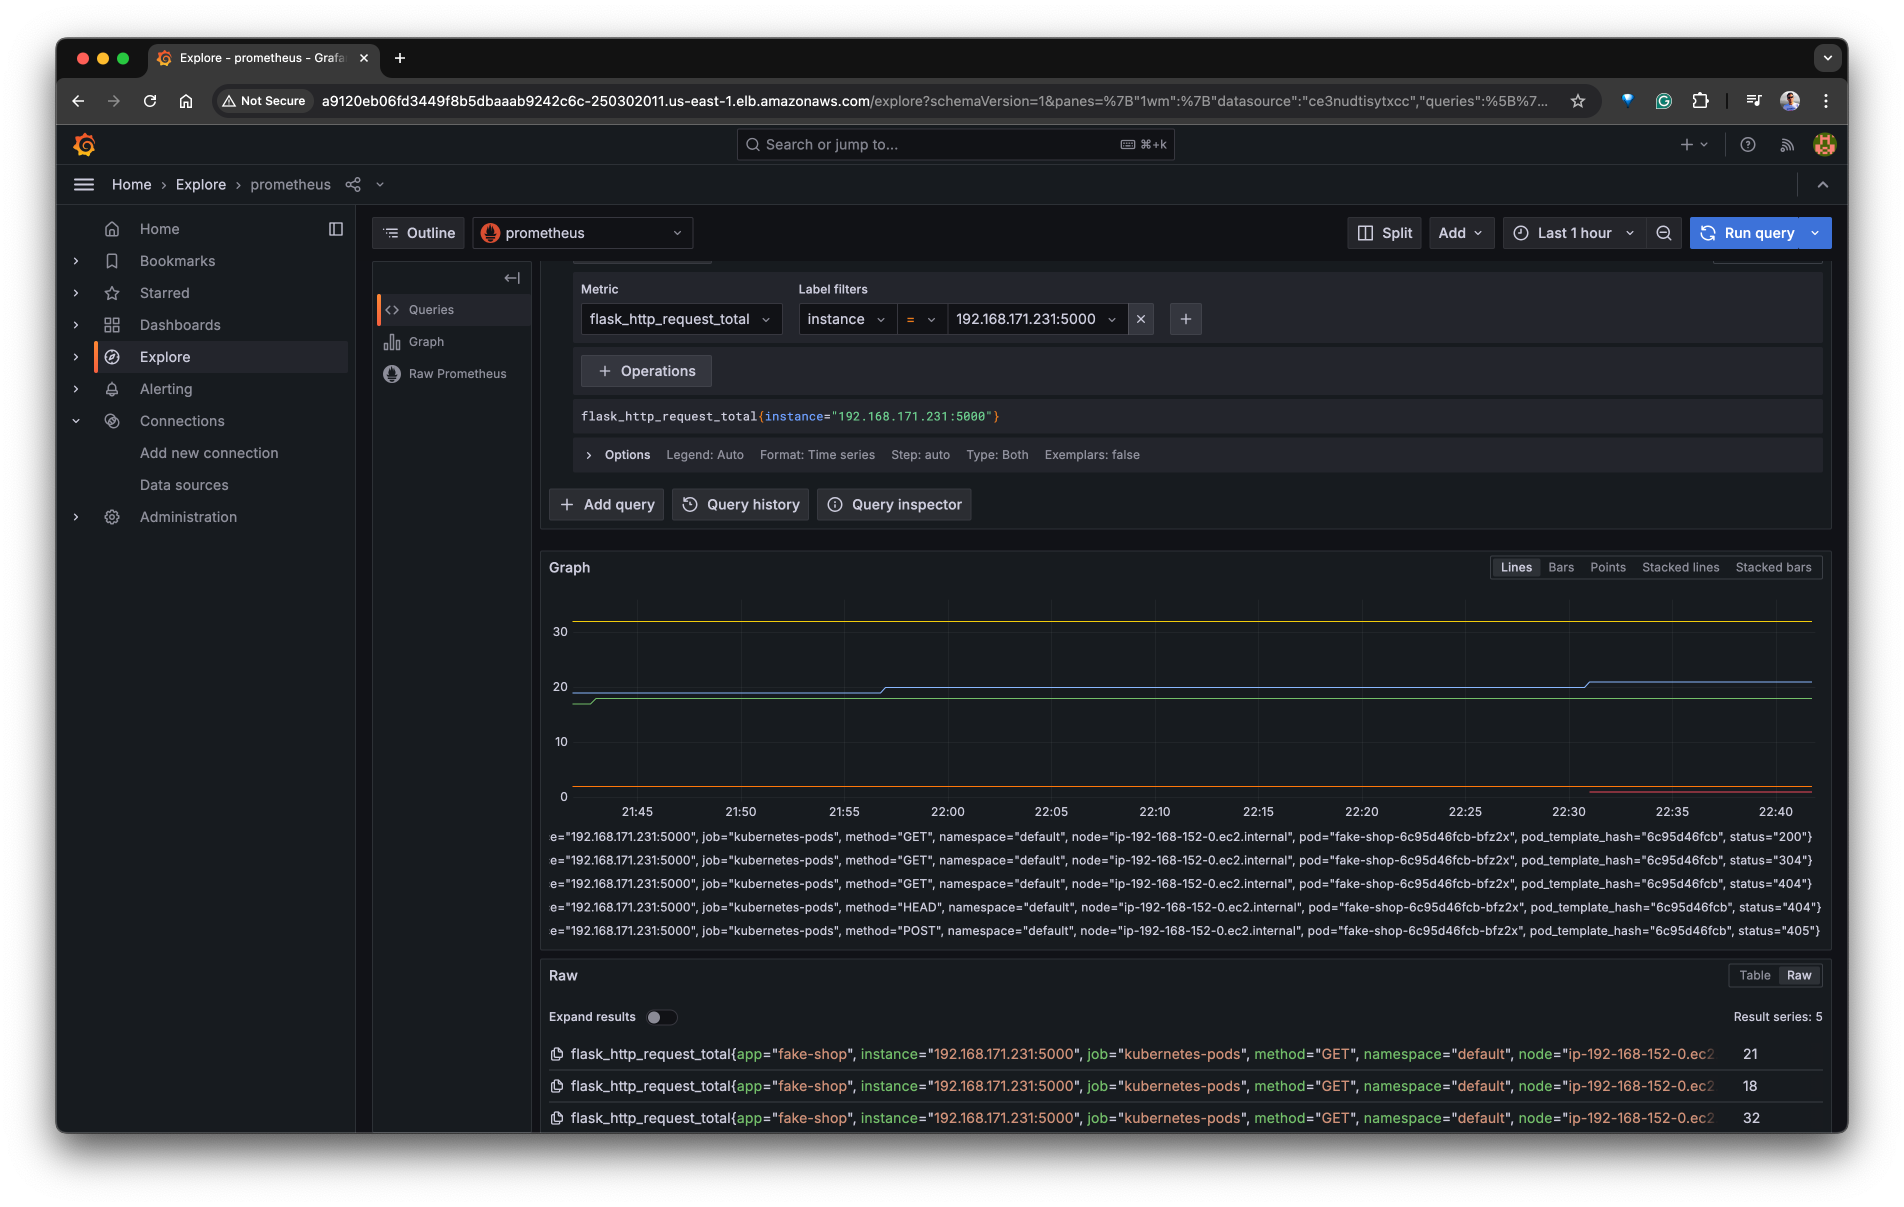 Explore - prometheus - Grafa
Not Secure
a9120eb06fd3449f8b5dbaaab9242c6c-250302011.us-east-1.elb.amazonaws.com/explore?schemaVersion=1&panes=%7B"1wm":%7B"datasource":"ce3nudtisytxcc","queries":%5B%7...
Search or jump to...
⌘+k
Home › Explore › prometheus
Home
Bookmarks
Starred
Dashboards
Explore
Alerting
Connections
Add new connection
Data sources
Administration
Outline
prometheus
Split
Add
Last 1 hour
Run query
Queries
Graph
Raw Prometheus
Metric
Label filters
flask_http_request_total
instance
=
192.168.171.231:5000
+ Operations
flask_http_request_total{instance="192.168.171.231:5000"}
Options Legend: Auto Format: Time series Step: auto Type: Both Exemplars: false
+ Add query
Query history
Query inspector
Graph
Lines Bars Points Stacked lines Stacked bars
30
20
10
0
21:45 21:50 21:55 22:00 22:05 22:10 22:15 22:20 22:25 22:30 22:35 22:40
e="192.168.171.231:5000", job="kubernetes-pods", method="GET", namespace="default", node="ip-192-168-152-0.ec2.internal", pod="fake-shop-6c95d46fcb-bfz2x", pod_template_hash="6c95d46fcb", status="200"}
e="192.168.171.231:5000", job="kubernetes-pods", method="GET", namespace="default", node="ip-192-168-152-0.ec2.internal", pod="fake-shop-6c95d46fcb-bfz2x", pod_template_hash="6c95d46fcb", status="304"}
e="192.168.171.231:5000", job="kubernetes-pods", method="GET", namespace="default", node="ip-192-168-152-0.ec2.internal", pod="fake-shop-6c95d46fcb-bfz2x", pod_template_hash="6c95d46fcb", status="404"}
e="192.168.171.231:5000", job="kubernetes-pods", method="HEAD", namespace="default", node="ip-192-168-152-0.ec2.internal", pod="fake-shop-6c95d46fcb-bfz2x", pod_template_hash="6c95d46fcb", status="404"}
e="192.168.171.231:5000", job="kubernetes-pods", method="POST", namespace="default", node="ip-192-168-152-0.ec2.internal", pod="fake-shop-6c95d46fcb-bfz2x", pod_template_hash="6c95d46fcb", status="405"}
Raw
Table Raw
Expand results
Result series: 5
flask_http_request_total{app="fake-shop", instance="192.168.171.231:5000", job="kubernetes-pods", method="GET", namespace="default", node="ip-192-168-152-0.ec2 21
flask_http_request_total{app="fake-shop", instance="192.168.171.231:5000", job="kubernetes-pods", method="GET", namespace="default", node="ip-192-168-152-0.ec2 18
flask_http_request_total{app="fake-shop", instance="192.168.171.231:5000", job="kubernetes-pods", method="GET", namespace="default", node="ip-192-168-152-0.ec2 32